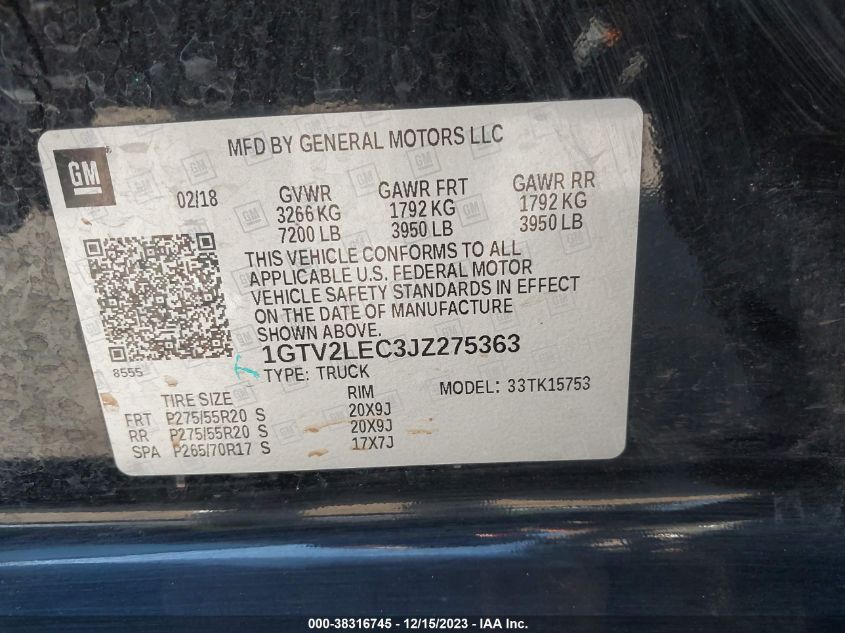 MFD BY GENERAL MOTORS LLC
GM
02/18
GVWR GAWR FRT GAWR RR
3266 KG 1792 KG 1792 KG
7200 LB 3950 LB 3950 LB
THIS VEHICLE CONFORMS TO ALL
APPLICABLE U.S. FEDERAL MOTOR
VEHICLE SAFETY STANDARDS IN EFFECT
ON THE DATE OF MANUFACTURE
SHOWN ABOVE.
1GTV2LEC3JZ275363
8555
TYPE: TRUCK
MODEL: 33TK15753
TIRE SIZE RIM
FRT P275/55R20 S 20X9J
RR P275/55R20 S 20X9J
SPA P265/70R17 S 17X7J
000-38316745 - 12/15/2023 - IAA Inc.